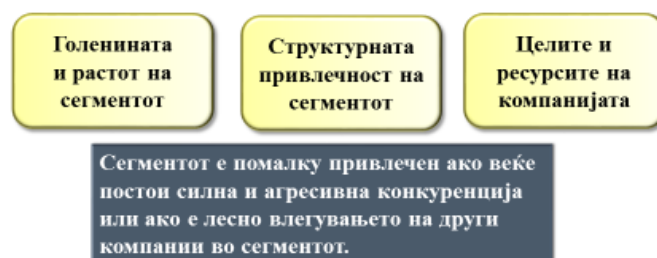 Голенината
и растот на
сегментот
Структурната
привлечност на
сегментот
Целите и
ресурсите на
компанијата
Сегментот е помалку привлечен ако веќе
постои силна и агресивна конкуренција
или ако е лесно влегувањето на други
компании во сегментот.